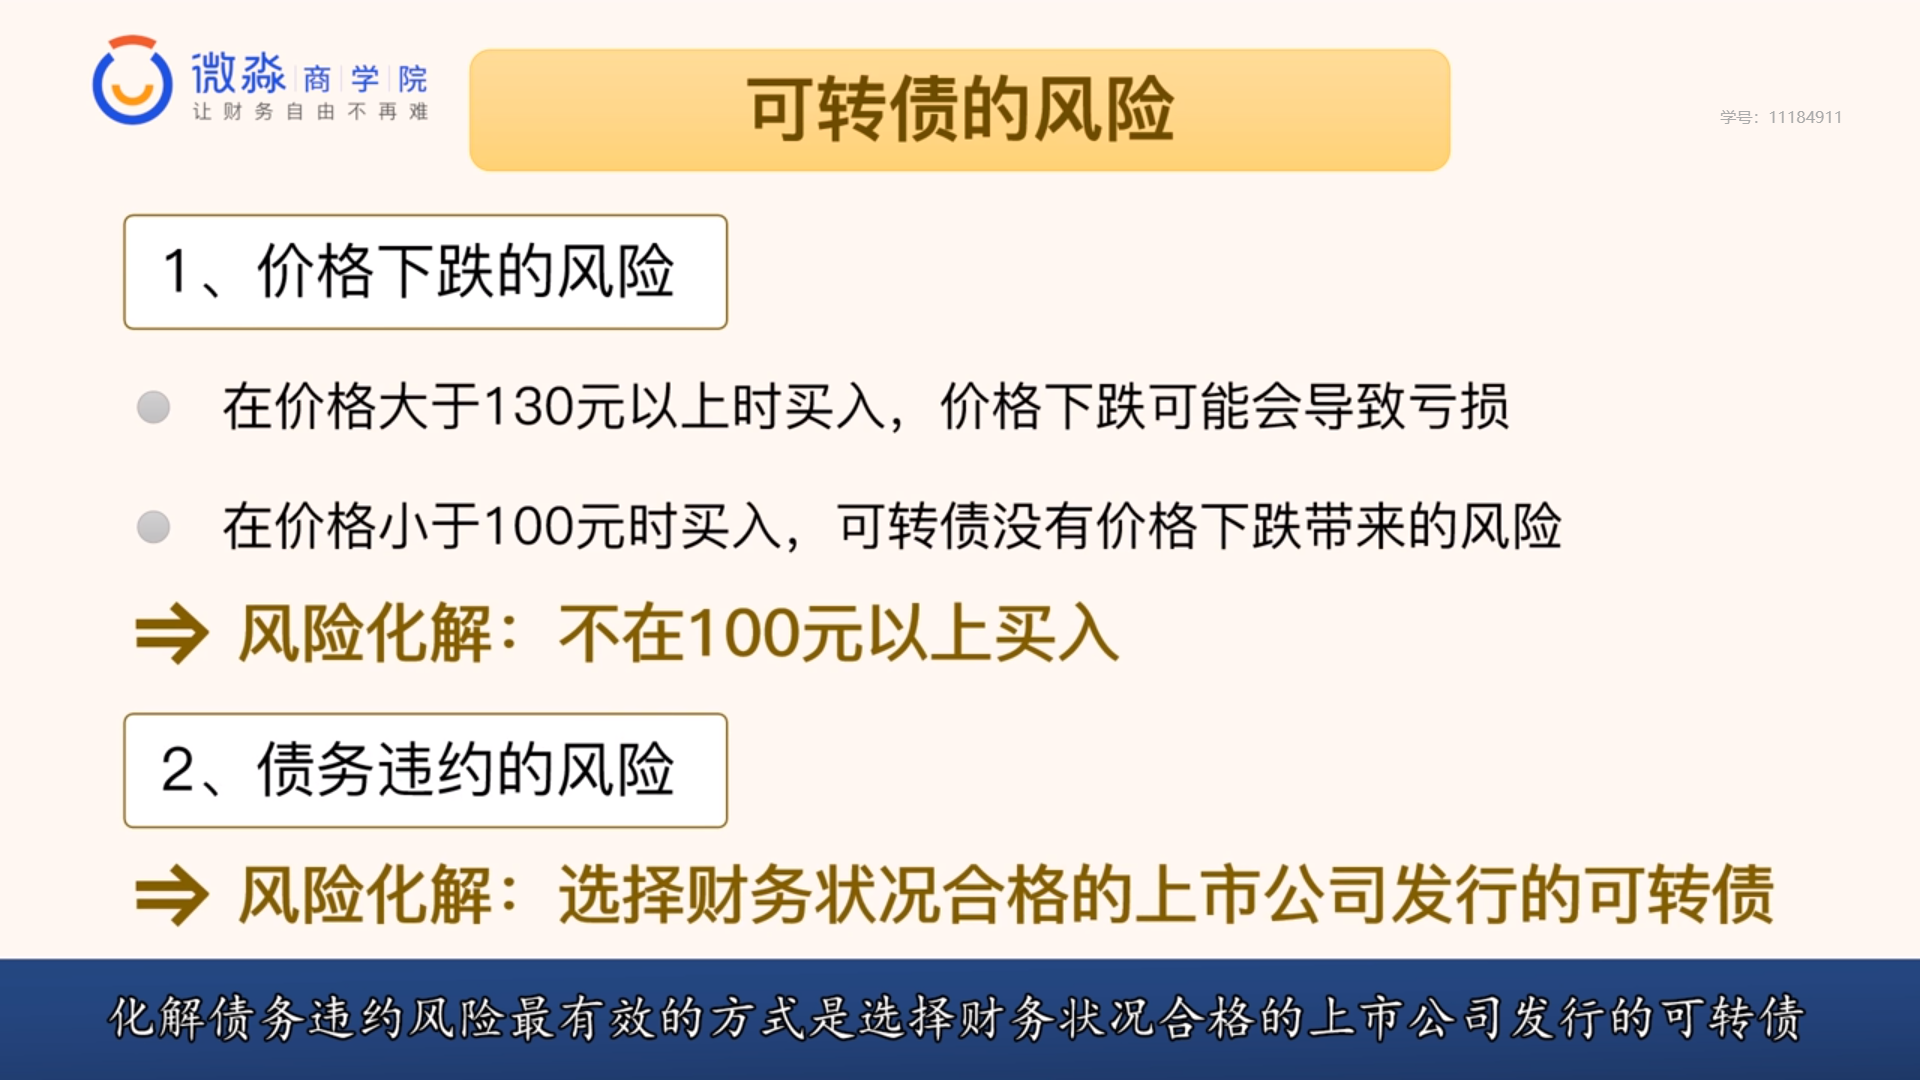 微淼商学院
让财务自由不再难
可转债的风险
学号：11184911
1、价格下跌的风险
在价格大于130元以上时买入，价格下跌可能会导致亏损
在价格小于100元时买入，可转债没有价格下跌带来的风险
⇒ 风险化解：不在100元以上买入
2、债务违约的风险
⇒ 风险化解：选择财务状况合格的上市公司发行的可转债
化解债务违约风险最有效的方式是选择财务状况合格的上市公司发行的可转债